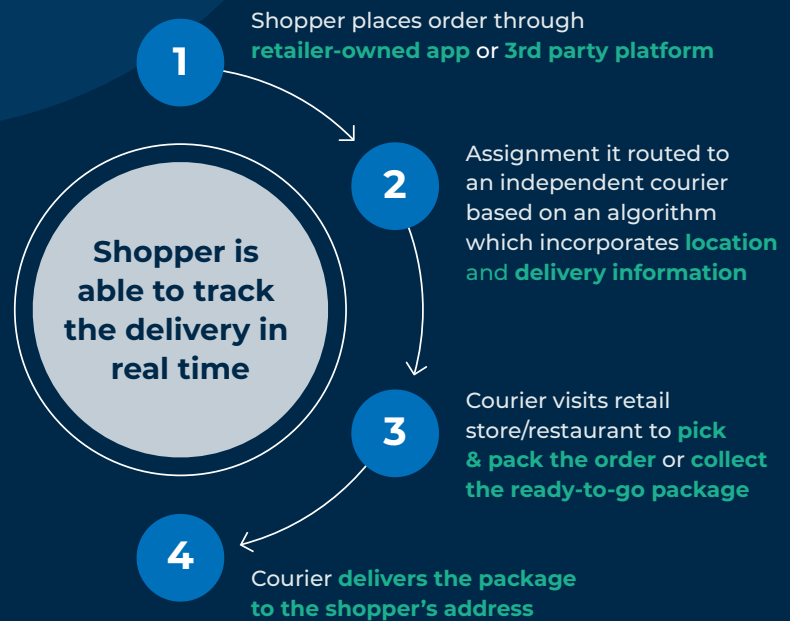 1
Shopper places order through
retailer-owned app or 3rd party platform
2
Assignment it routed to
an independent courier
based on an algorithm
which incorporates location
and delivery information
Shopper is
able to track
the delivery in
real time
3
Courier visits retail
store/restaurant to pick
& pack the order or collect
the ready-to-go package
4
Courier delivers the package
to the shopper's address